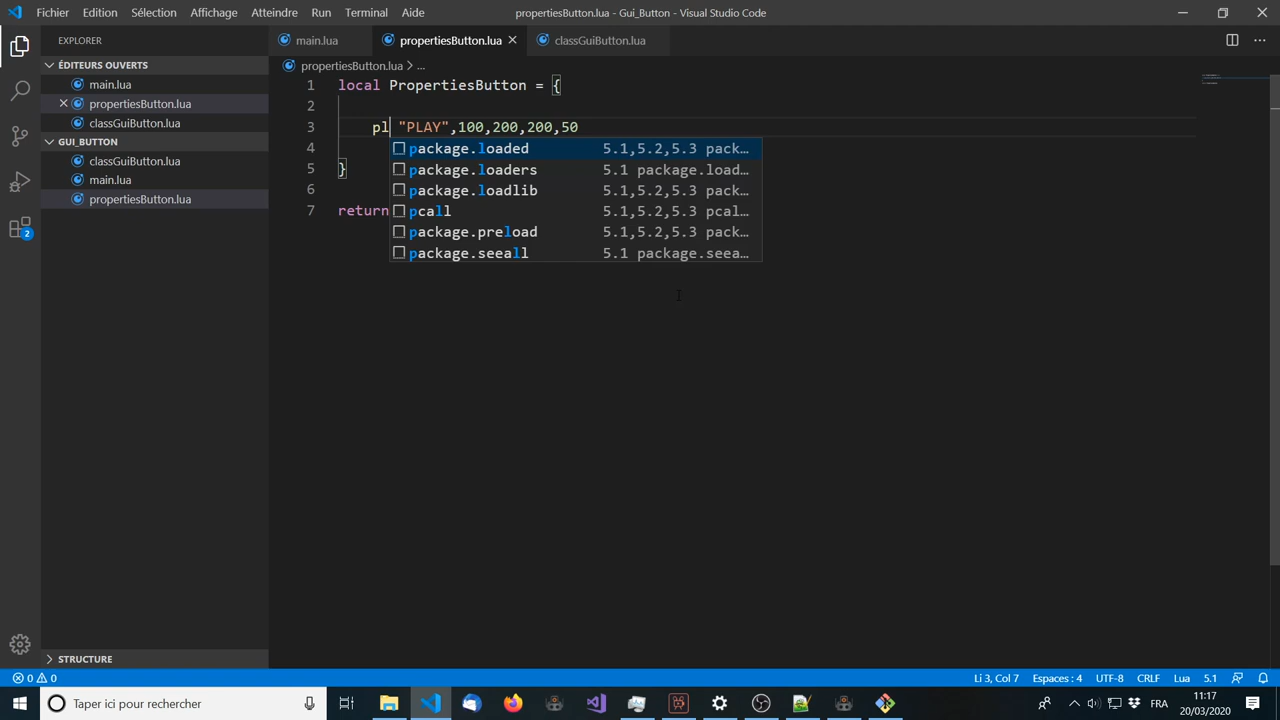 Fichier Edition Sélection Affichage Atteindre Run Terminal Aide propertiesButton.lua - Gui_Button - Visual Studio Code
EXPLORER
main.lua propertiesButton.lua classGuiButton.lua
ÉDITEURS OUVERTS
main.lua
propertiesButton.lua
classGuiButton.lua
GUI_BUTTON
classGuiButton.lua
main.lua
propertiesButton.lua
STRUCTURE
2
propertiesButton.lua > ...
1 local PropertiesButton = {
2
3 pl "PLAY",100,200,200,50
4
5 }
6
7 return
package.loaded 5.1,5.2,5.3 pack…
package.loaders 5.1 package.load…
package.loadlib 5.1,5.2,5.3 pack…
pcall 5.1,5.2,5.3 pcal…
package.preload 5.1,5.2,5.3 pack…
package.seeall 5.1 package.seea…
0 0 Li 3, Col 7 Espaces : 4 UTF-8 CRLF Lua 5.1
Taper ici pour rechercher
FRA
11:17
20/03/2020